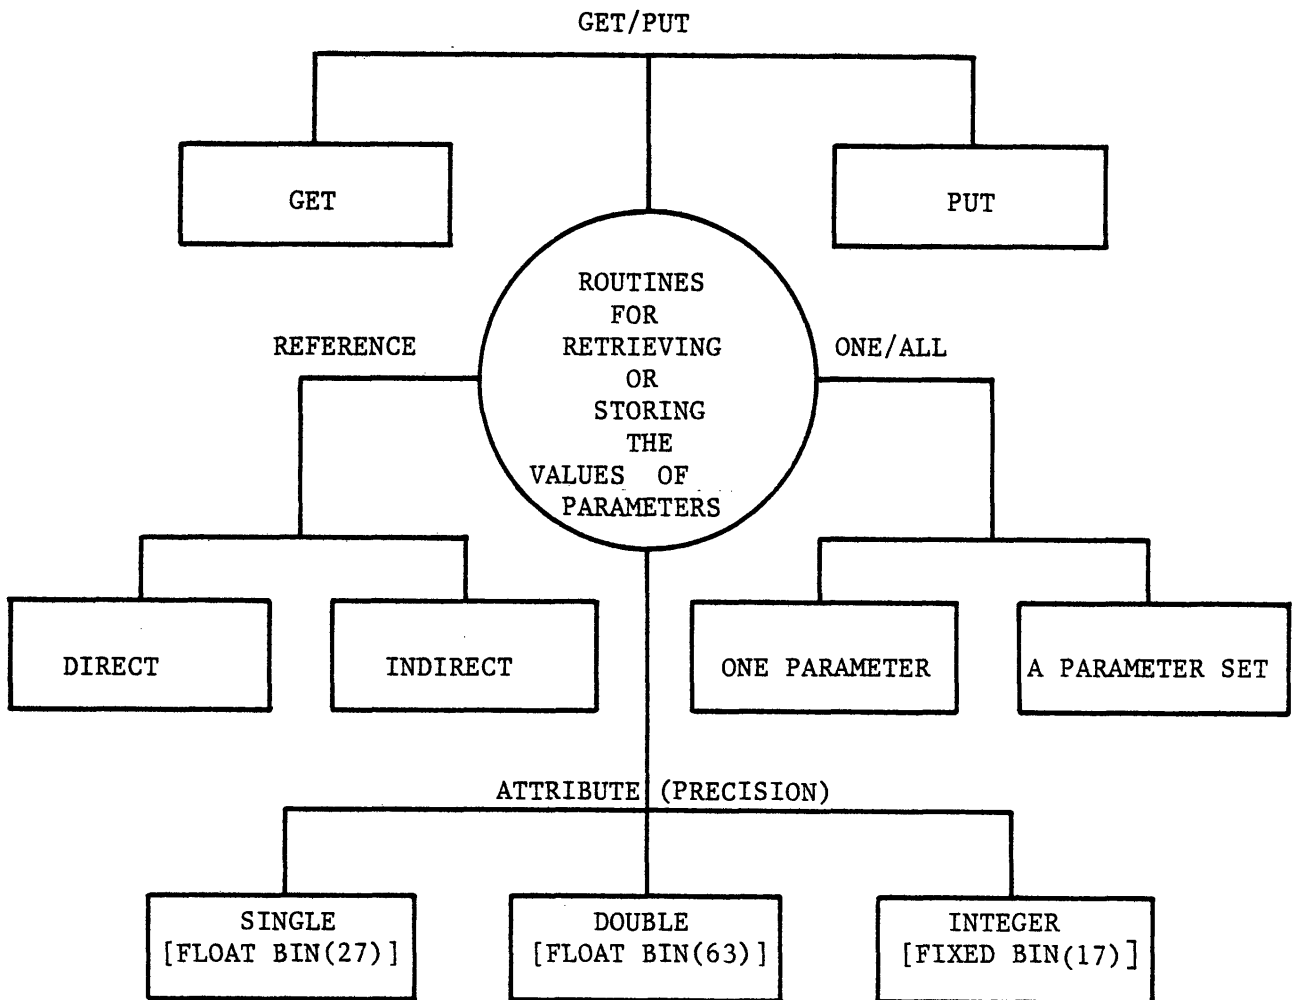 GET/PUT
GET
PUT
ROUTINES
FOR
RETRIEVING
OR
STORING
THE
VALUES OF
PARAMETERS
REFERENCE
ONE/ALL
DIRECT
INDIRECT
ONE PARAMETER
A PARAMETER SET
ATTRIBUTE (PRECISION)
SINGLE
[FLOAT BIN(27)]
DOUBLE
[FLOAT BIN(63)]
INTEGER
[FIXED BIN(17)]